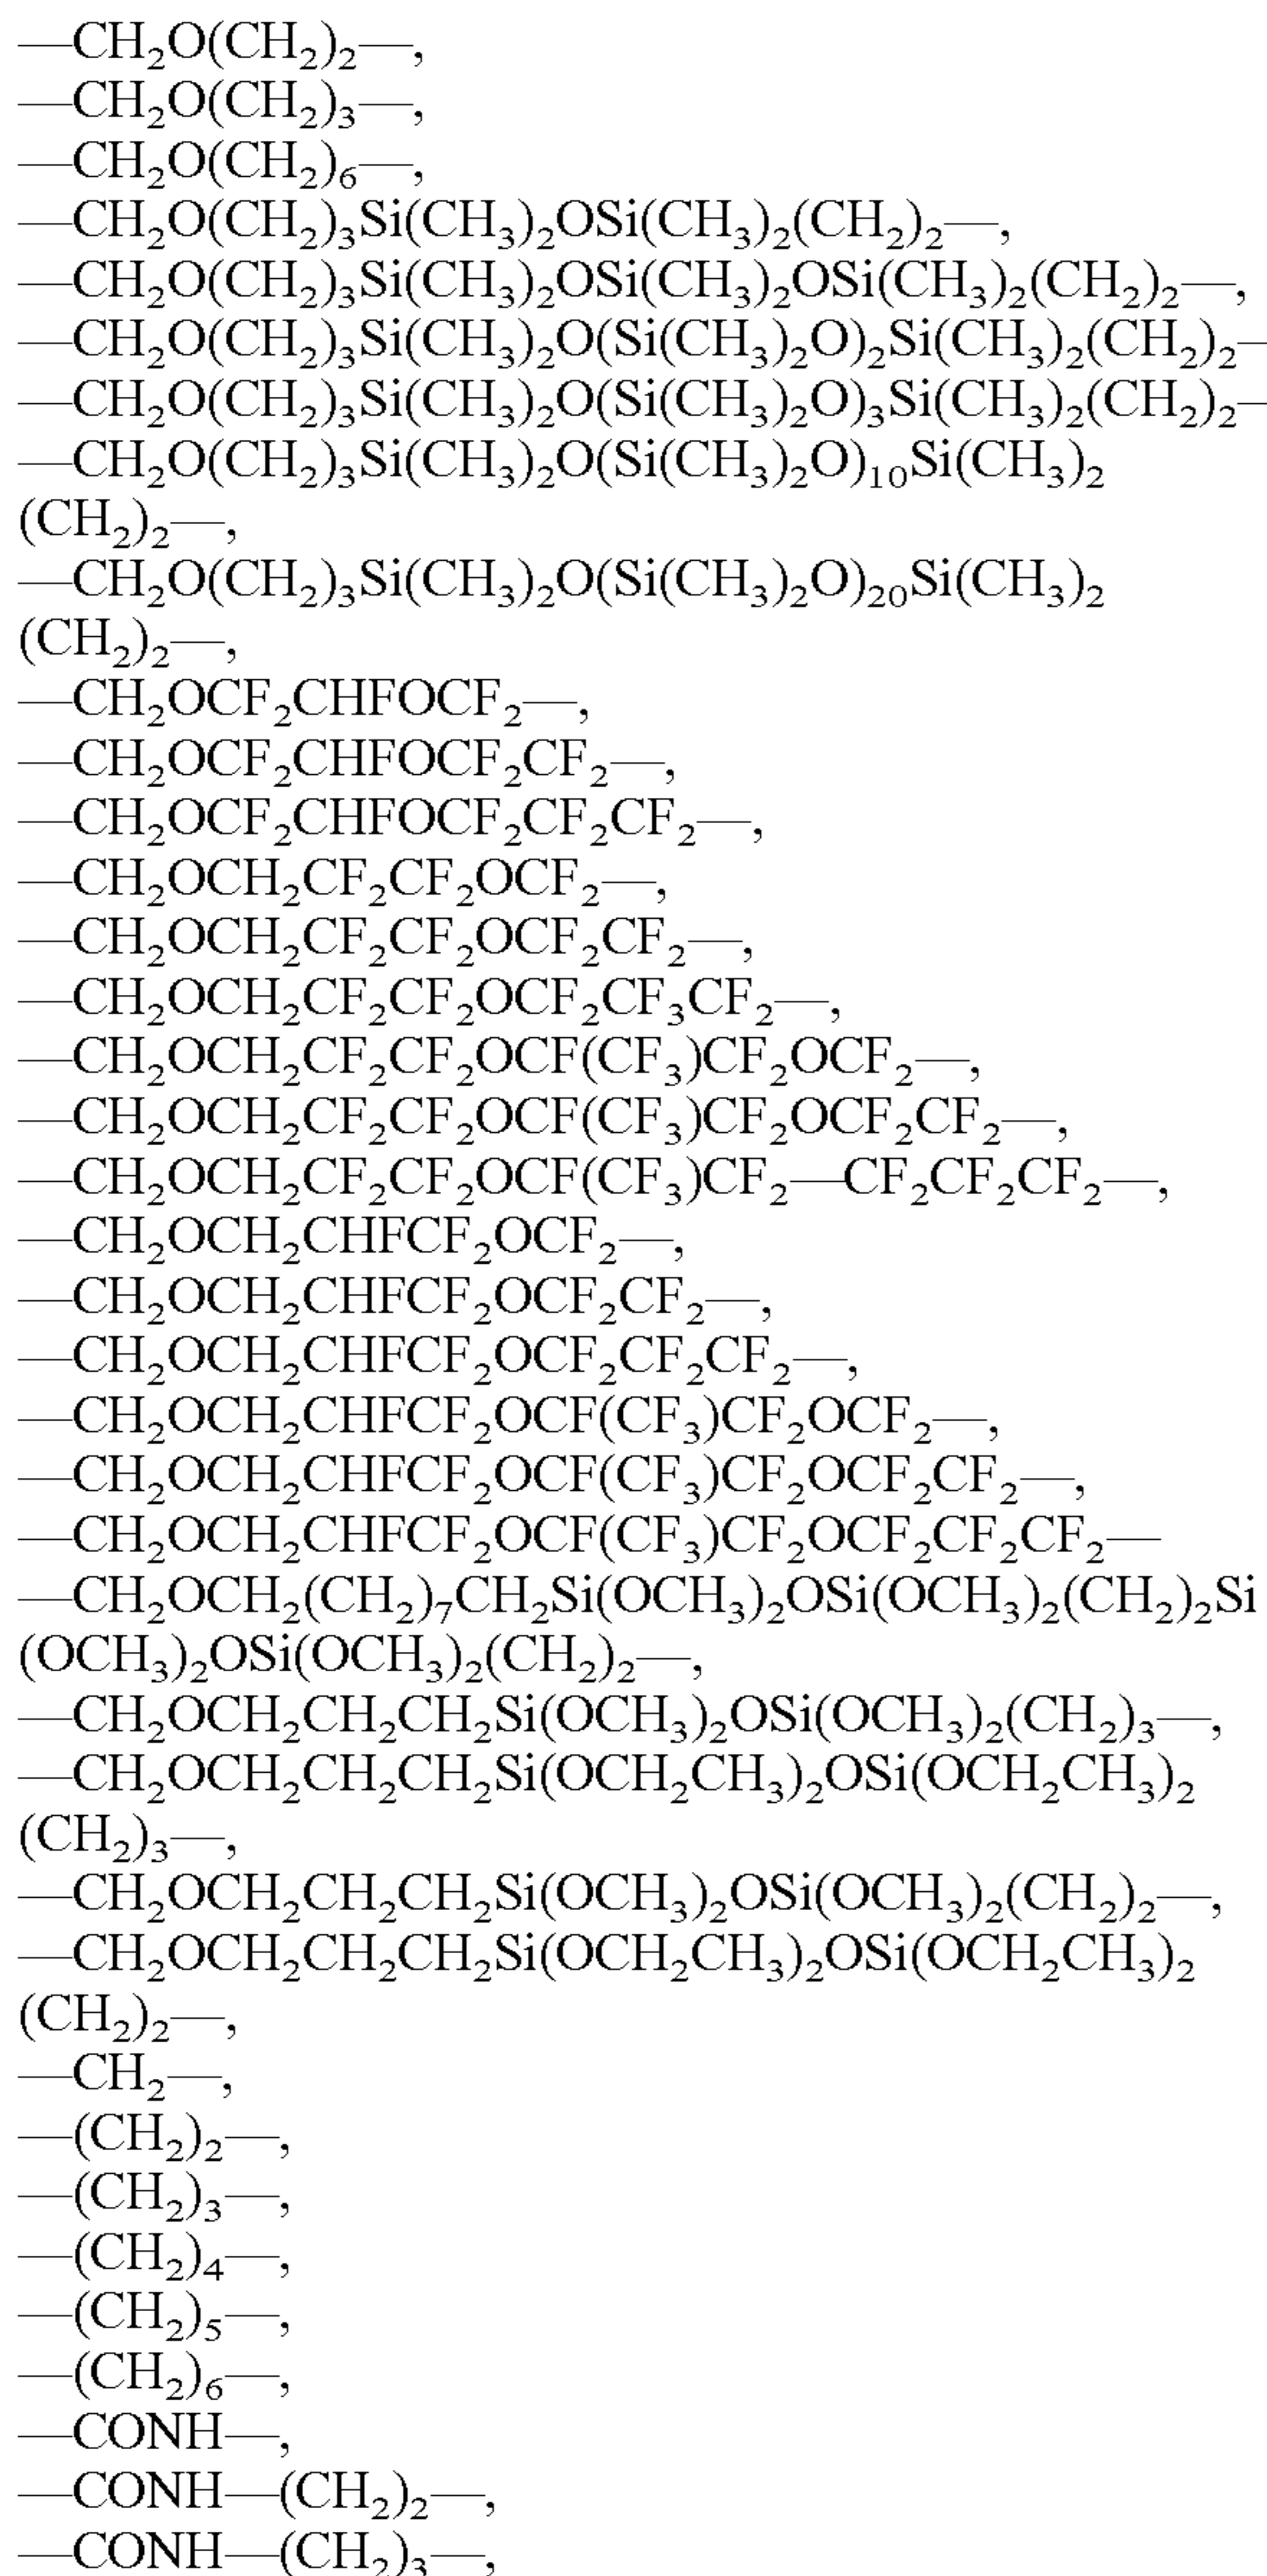 —CH₂O(CH₂)₂—,
—CH₂O(CH₂)₃—,
—CH₂O(CH₂)₆—,
—CH₂O(CH₂)₃Si(CH₃)₂OSi(CH₃)₂(CH₂)₂—,
—CH₂O(CH₂)₃Si(CH₃)₂OSi(CH₃)₂OSi(CH₃)₂(CH₂)₂—,
—CH₂O(CH₂)₃Si(CH₃)₂O(Si(CH₃)₂O)₂Si(CH₃)₂(CH₂)₂—
—CH₂O(CH₂)₃Si(CH₃)₂O(Si(CH₃)₂O)₃Si(CH₃)₂(CH₂)₂—
—CH₂O(CH₂)₃Si(CH₃)₂O(Si(CH₃)₂O)₁₀Si(CH₃)₂
(CH₂)₂—,
—CH₂O(CH₂)₃Si(CH₃)₂O(Si(CH₃)₂O)₂₀Si(CH₃)₂
(CH₂)₂—,
—CH₂OCF₂CHFOCF₂—,
—CH₂OCF₂CHFOCF₂CF₂—,
—CH₂OCF₂CHFOCF₂CF₂CF₂—,
—CH₂OCH₂CF₂CF₂OCF₂—,
—CH₂OCH₂CF₂CF₂OCF₂CF₂—,
—CH₂OCH₂CF₂CF₂OCF₂CF₃CF₂—,
—CH₂OCH₂CF₂CF₂OCF(CF₃)CF₂OCF₂—,
—CH₂OCH₂CF₂CF₂OCF(CF₃)CF₂OCF₂CF₂—,
—CH₂OCH₂CF₂CF₂OCF(CF₃)CF₂—CF₂CF₂CF₂—,
—CH₂OCH₂CHFCF₂OCF₂—,
—CH₂OCH₂CHFCF₂OCF₂CF₂—,
—CH₂OCH₂CHFCF₂OCF₂CF₂CF₂—,
—CH₂OCH₂CHFCF₂OCF(CF₃)CF₂OCF₂—,
—CH₂OCH₂CHFCF₂OCF(CF₃)CF₂OCF₂CF₂—,
—CH₂OCH₂CHFCF₂OCF(CF₃)CF₂OCF₂CF₂CF₂—
—CH₂OCH₂(CH₂)₇CH₂Si(OCH₃)₂OSi(OCH₃)₂(CH₂)₂Si
(OCH₃)₂OSi(OCH₃)₂(CH₂)₂—,
—CH₂OCH₂CH₂CH₂Si(OCH₃)₂OSi(OCH₃)₂(CH₂)₃—,
—CH₂OCH₂CH₂CH₂Si(OCH₂CH₃)₂OSi(OCH₂CH₃)₂
(CH₂)₃—,
—CH₂OCH₂CH₂CH₂Si(OCH₃)₂OSi(OCH₃)₂(CH₂)₂—,
—CH₂OCH₂CH₂CH₂Si(OCH₂CH₃)₂OSi(OCH₂CH₃)₂
(CH₂)₂—,
—CH₂—,
—(CH₂)₂—,
—(CH₂)₃—,
—(CH₂)₄—,
—(CH₂)₅—,
—(CH₂)₆—,
—CONH—,
—CONH—(CH₂)₂—,
—CONH—(CH₂)₃—,